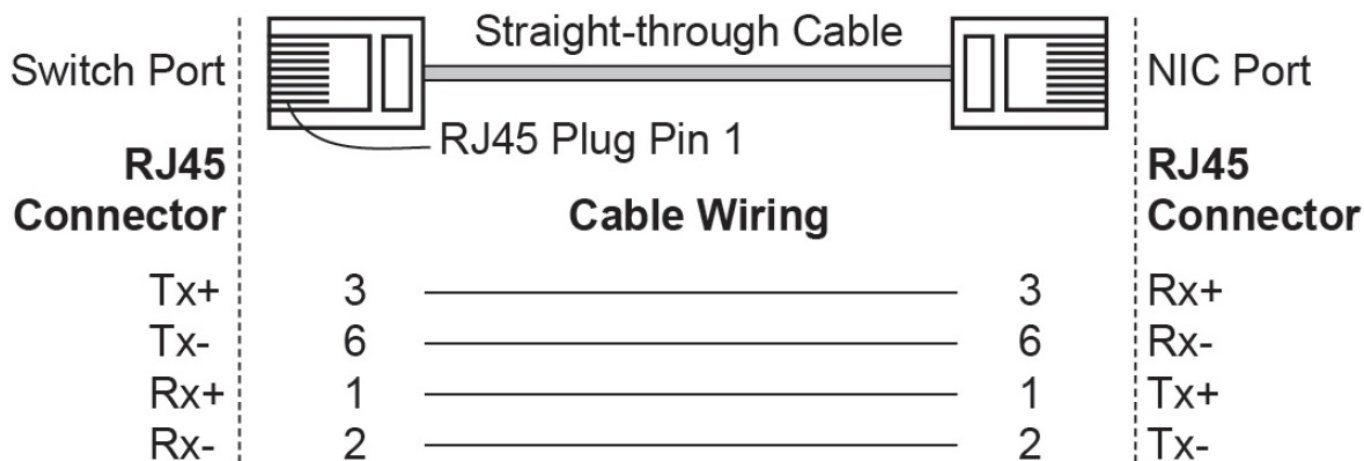 Straight-through Cable
Switch Port NIC Port
RJ45 Plug Pin 1
RJ45 Connector Cable Wiring RJ45 Connector
Tx+ 3 3 Rx+
Tx- 6 6 Rx-
Rx+ 1 1 Tx+
Rx- 2 2 Tx-